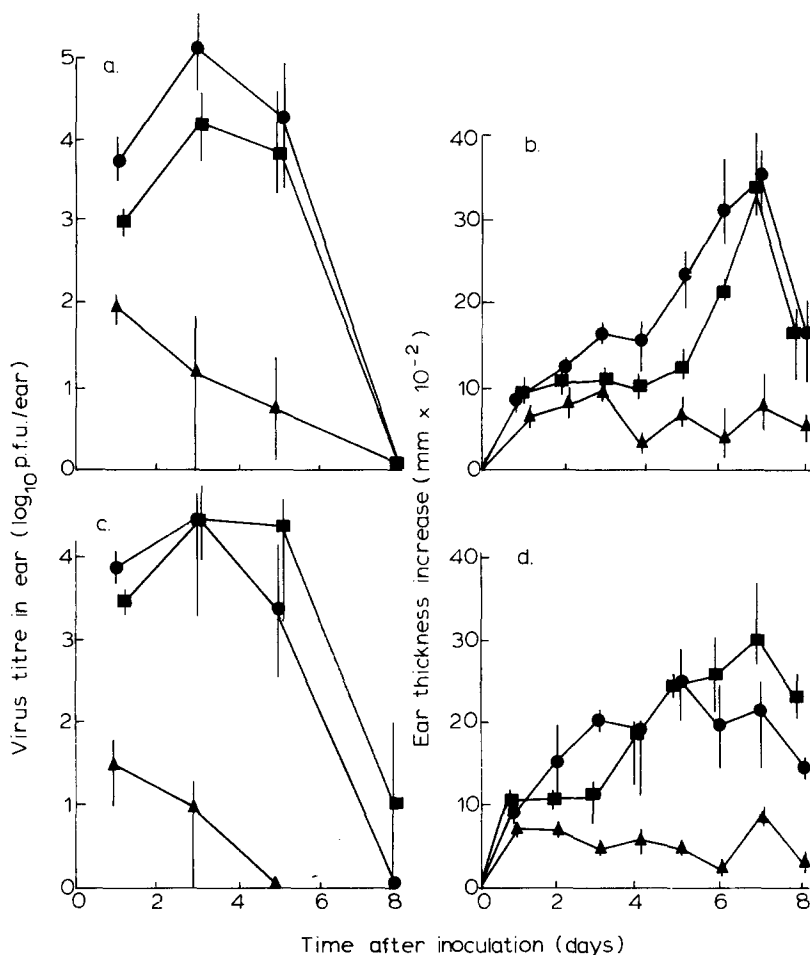 a.
5
4
3
2
1
0
b.
40
30
20
10
0
c.
4
3
2
1
0
0 2 4 6 8
d.
40
30
20
10
0
0 2 4 6 8
Virus titre in ear (log10 p.f.u./ear)
Ear thickness increase (mm × 10-2)
Time after inoculation (days)